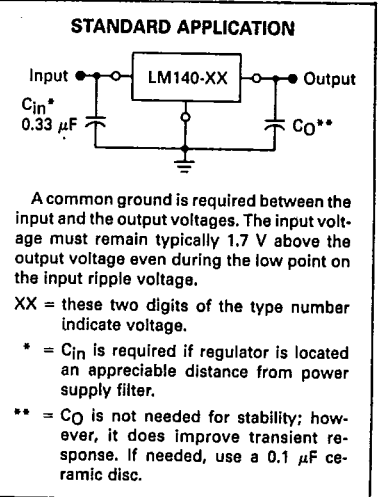 STANDARD APPLICATION
Input LM140-XX Output
Cin*
0.33 μF
CO**
A common ground is required between the
input and the output voltages. The input volt-
age must remain typically 1.7 V above the
output voltage even during the low point on
the input ripple voltage.
XX = these two digits of the type number
indicate voltage.
* = Cin is required if regulator is located
an appreciable distance from power
supply filter.
** = CO is not needed for stability; how-
ever, it does improve transient re-
sponse. If needed, use a 0.1 μF ce-
ramic disc.